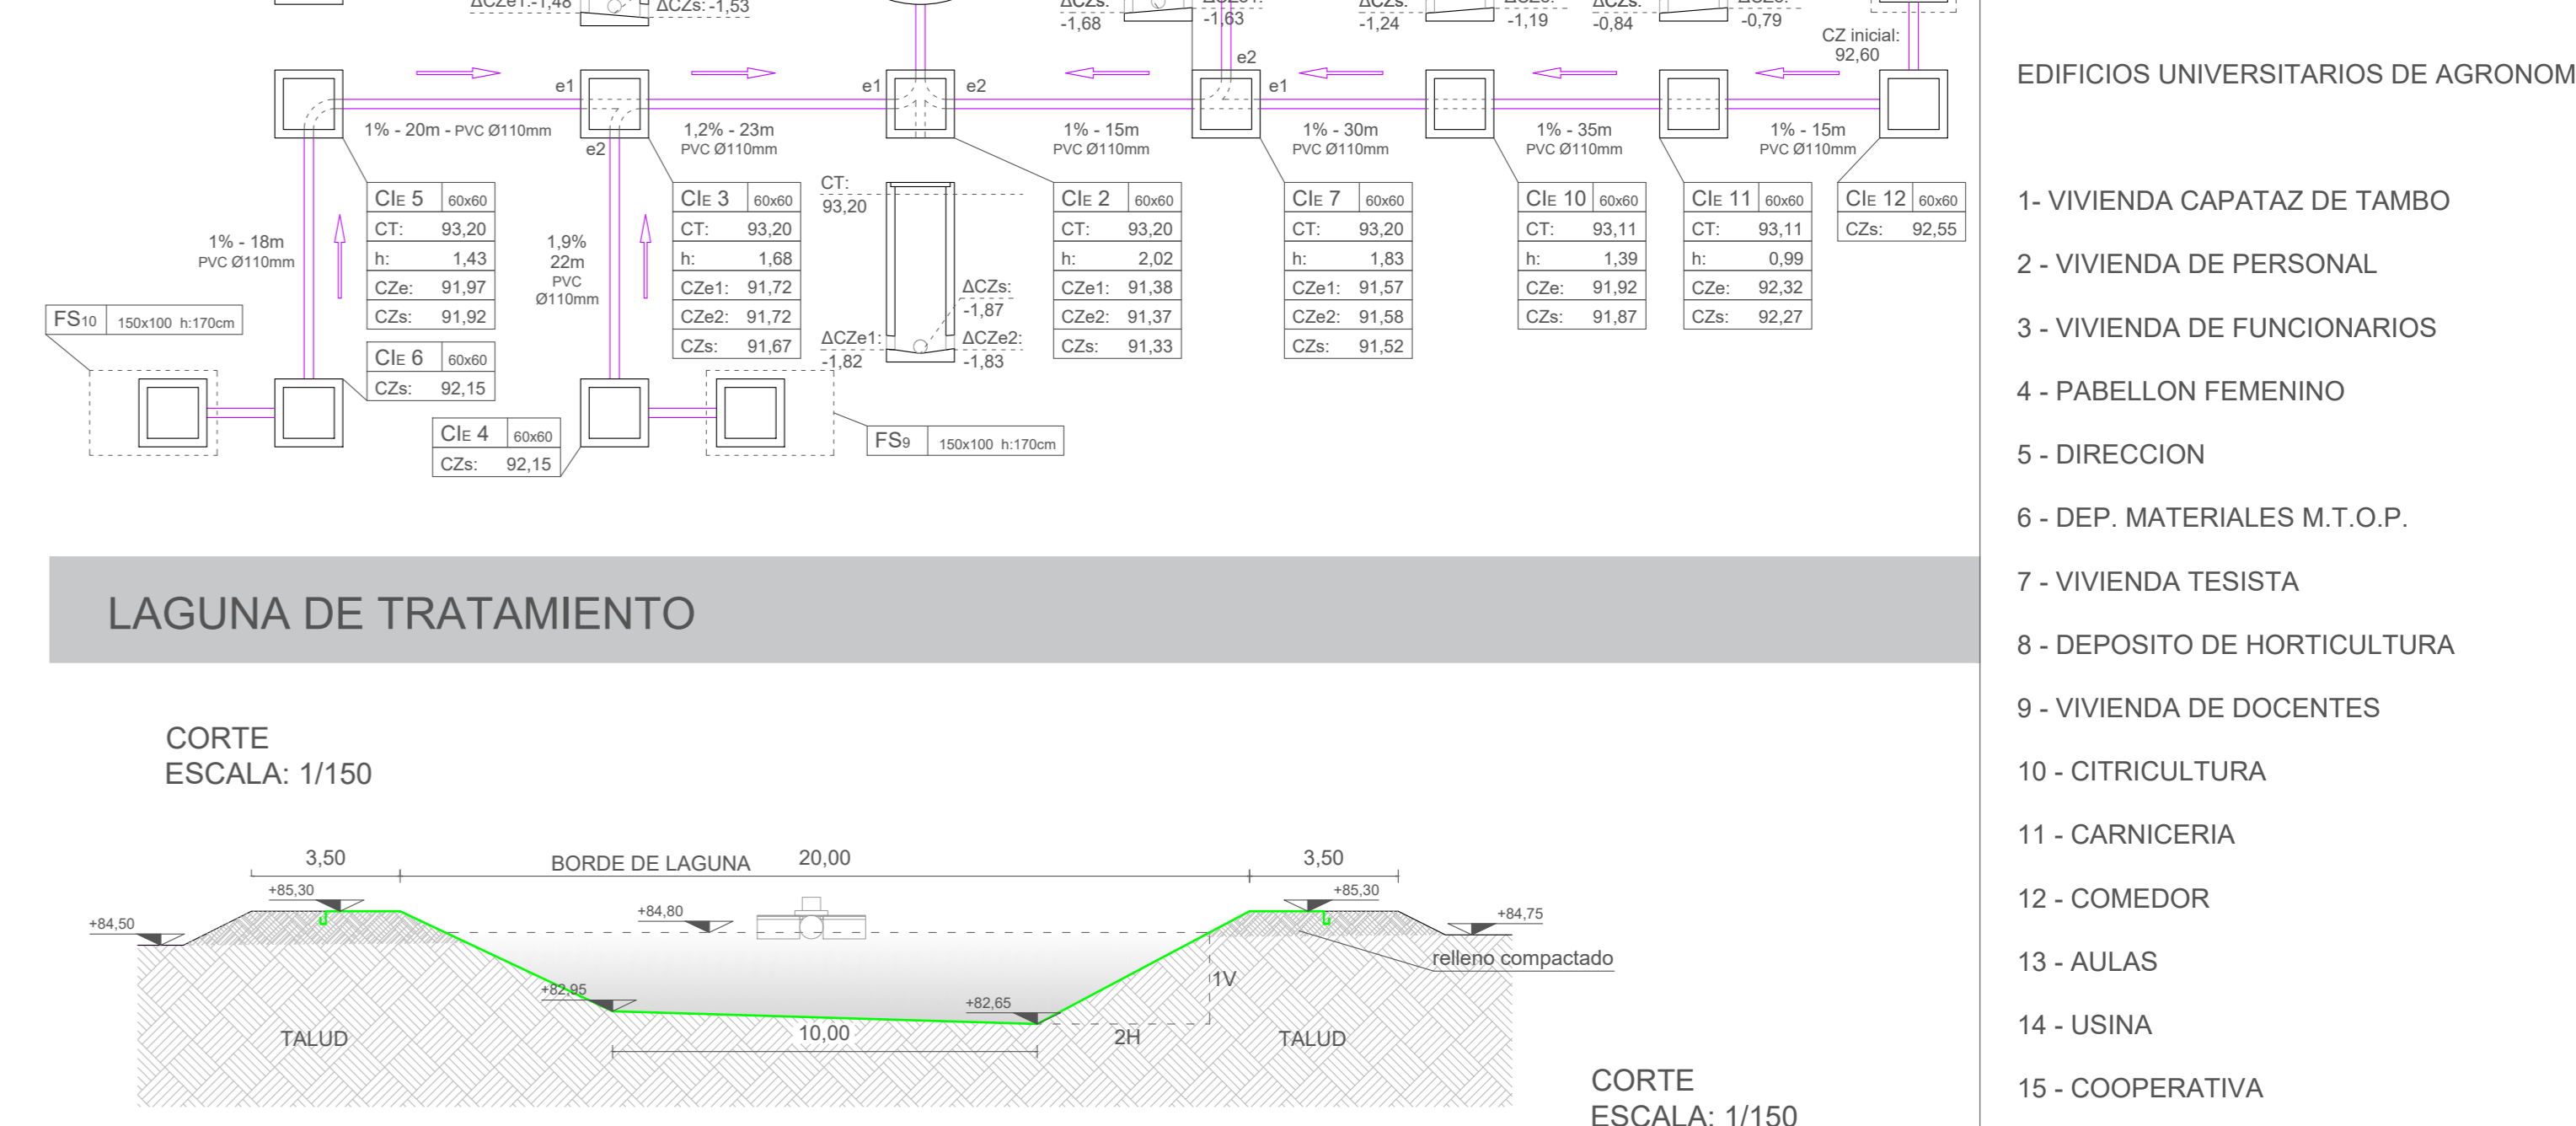 ΔCZe1:-1,48
ΔCZs: -1,53
ΔCZs:
-1,68
-1,63
ΔCZs:
-1,24
-1,19
ΔCZs:
-0,84
-0,79
CZ inicial:
92,60
e1
e2
e1
e2
e2
e1
1% - 20m - PVC Ø110mm
1,2% - 23m
PVC Ø110mm
1% - 15m
PVC Ø110mm
1% - 30m
PVC Ø110mm
1% - 35m
PVC Ø110mm
1% - 15m
PVC Ø110mm
1% - 18m
PVC Ø110mm
1,9%
22m
PVC
Ø110mm
CIE 5 60x60
CT: 93,20
h: 1,43
CZe: 91,97
CZs: 91,92
CIE 6 60x60
CZs: 92,15
CIE 3 60x60
CT: 93,20
h: 1,68
CZe1: 91,72
CZe2: 91,72
CZs: 91,67
CIE 4 60x60
CZs: 92,15
CT:
93,20
ΔCZs:
-1,87
ΔCZe1:
-1,82
ΔCZe2:
-1,83
CIE 2 60x60
CT: 93,20
h: 2,02
CZe1: 91,38
CZe2: 91,37
CZs: 91,33
CIE 7 60x60
CT: 93,20
h: 1,83
CZe1: 91,57
CZe2: 91,58
CZs: 91,52
CIE 10 60x60
CT: 93,11
h: 1,39
CZe: 91,92
CZs: 91,87
CIE 11 60x60
CT: 93,11
h: 0,99
CZe: 92,32
CZs: 92,27
CIE 12 60x60
CZs: 92,55
FS10 150x100 h:170cm
FS9 150x100 h:170cm
LAGUNA DE TRATAMIENTO
CORTE
ESCALA: 1/150
3,50
BORDE DE LAGUNA 20,00
3,50
+85,30
+84,50
+84,80
+85,30
+84,75
relleno compactado
+82,95
+82,65
1V
2H
10,00
TALUD
TALUD
CORTE
ESCALA: 1/150
EDIFICIOS UNIVERSITARIOS DE AGRONOM
1- VIVIENDA CAPATAZ DE TAMBO
2 - VIVIENDA DE PERSONAL
3 - VIVIENDA DE FUNCIONARIOS
4 - PABELLON FEMENINO
5 - DIRECCION
6 - DEP. MATERIALES M.T.O.P.
7 - VIVIENDA TESISTA
8 - DEPOSITO DE HORTICULTURA
9 - VIVIENDA DE DOCENTES
10 - CITRICULTURA
11 - CARNICERIA
12 - COMEDOR
13 - AULAS
14 - USINA
15 - COOPERATIVA